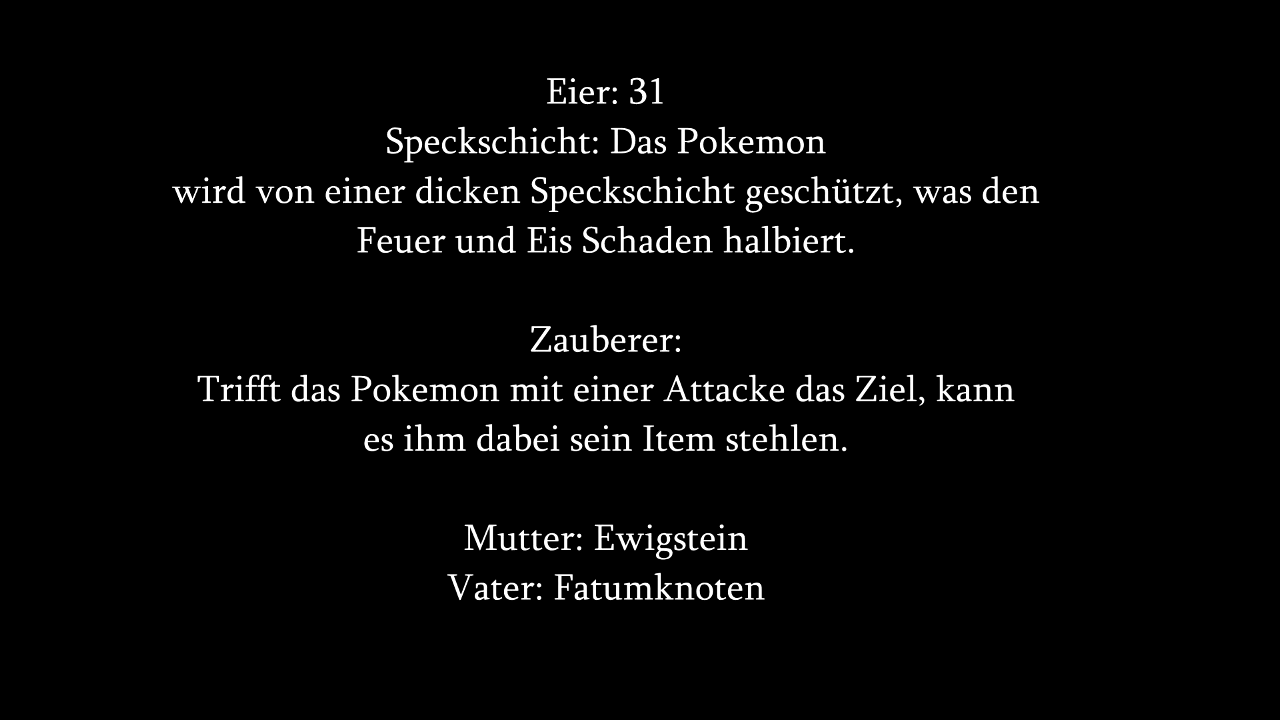 Eier: 31
Speckschicht: Das Pokemon
wird von einer dicken Speckschicht geschützt, was den
Feuer und Eis Schaden halbiert.
Zauberer:
Trifft das Pokemon mit einer Attacke das Ziel, kann
es ihm dabei sein Item stehlen.
Mutter: Ewigstein
Vater: Fatumknoten